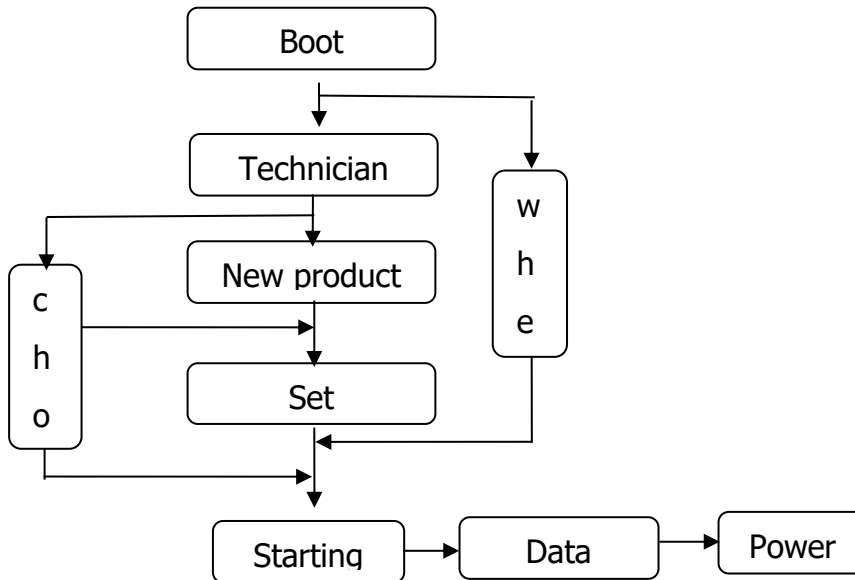 Boot
Technician
w
h
e
New product
c
h
o
Set
Starting
Data
Power